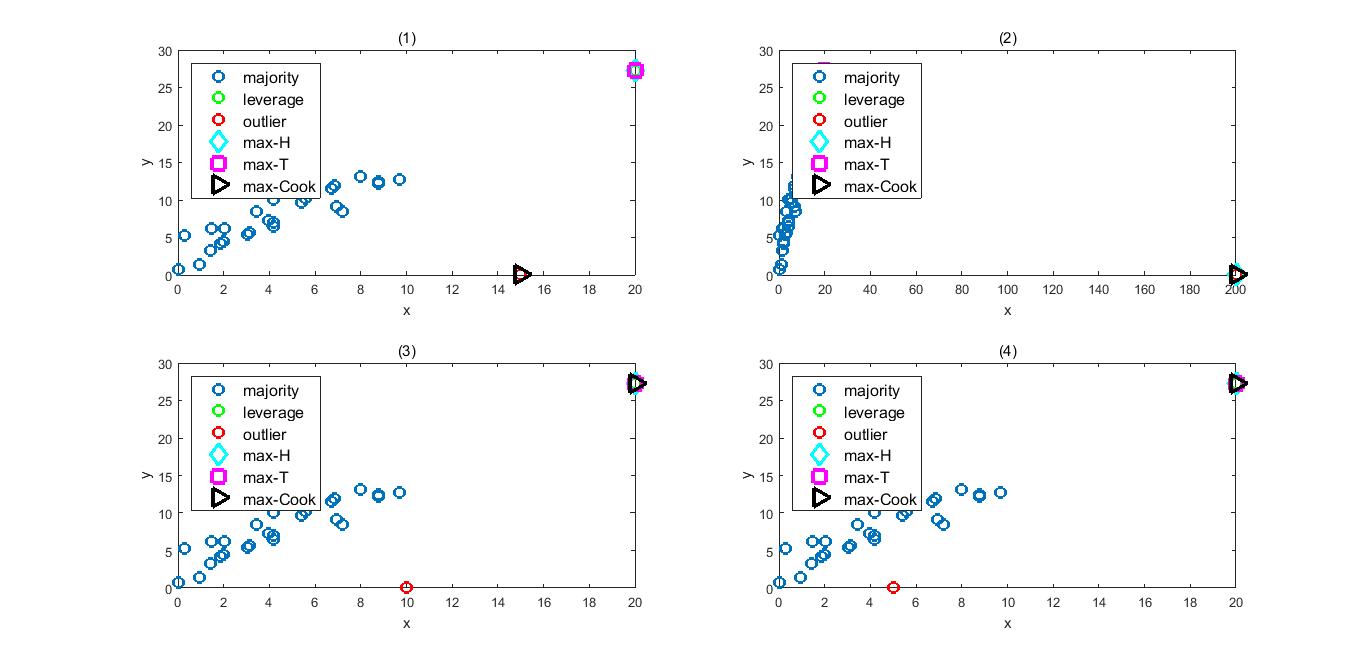 (1)
30
25
20
15
10
5
0
y
majority
leverage
outlier
max-H
max-T
max-Cook
0 2 4 6 8 10 12 14 16 18 20
x
(2)
30
25
20
15
10
5
0
y
majority
leverage
outlier
max-H
max-T
max-Cook
0 20 40 60 80 100 120 140 160 180 200
x
(3)
30
25
20
15
10
5
0
y
majority
leverage
outlier
max-H
max-T
max-Cook
0 2 4 6 8 10 12 14 16 18 20
x
(4)
30
25
20
15
10
5
0
y
majority
leverage
outlier
max-H
max-T
max-Cook
0 2 4 6 8 10 12 14 16 18 20
x